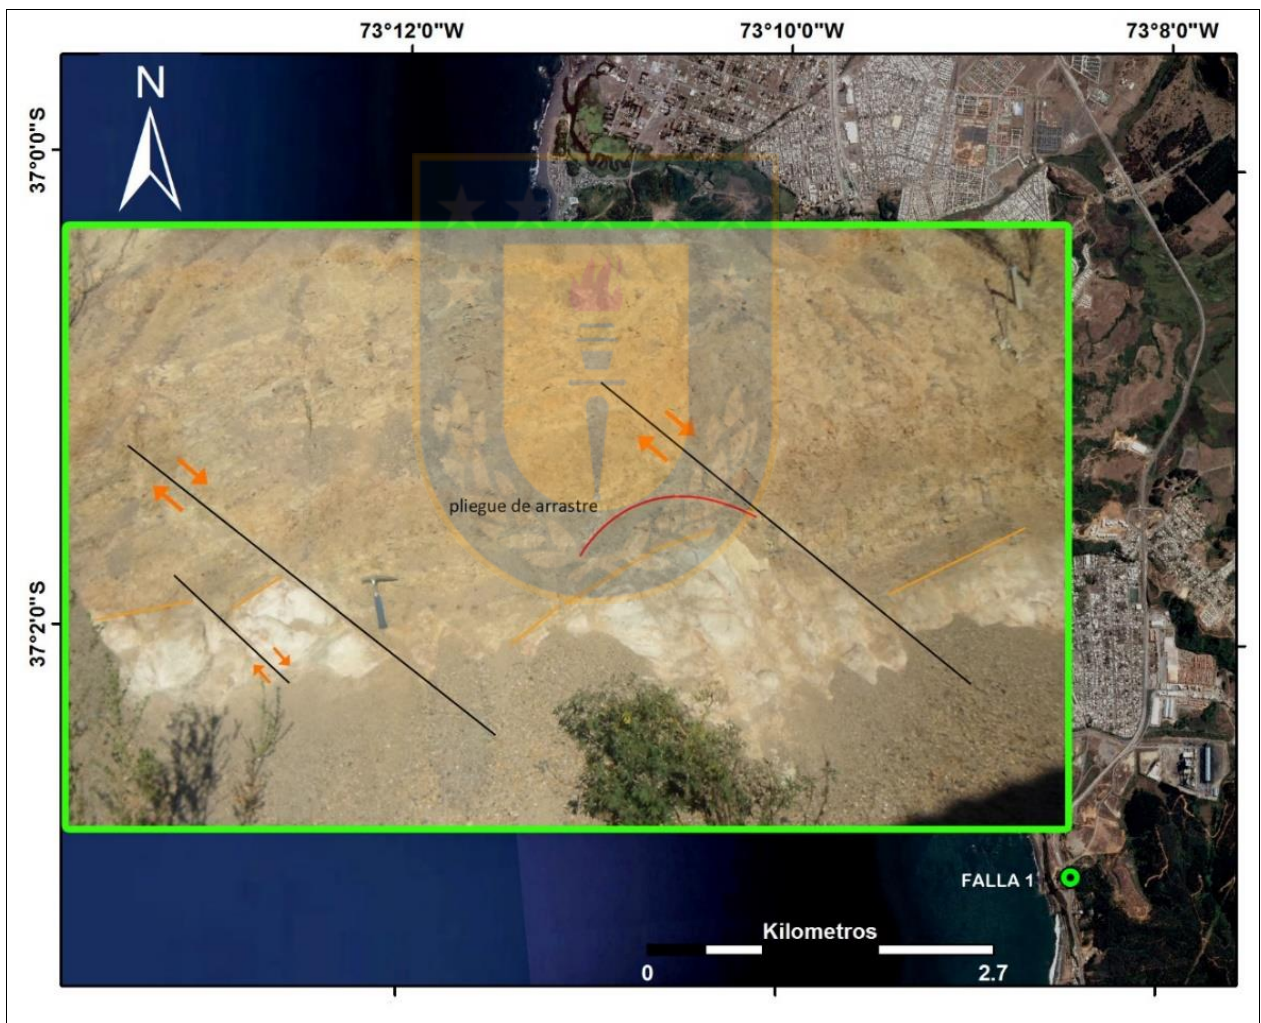 73°12'0"W
73°10'0"W
73°8'0"W
N
37°0'0"S
pliegue de arrastre
37°2'0"S
FALLA 1
Kilometros
0
2.7